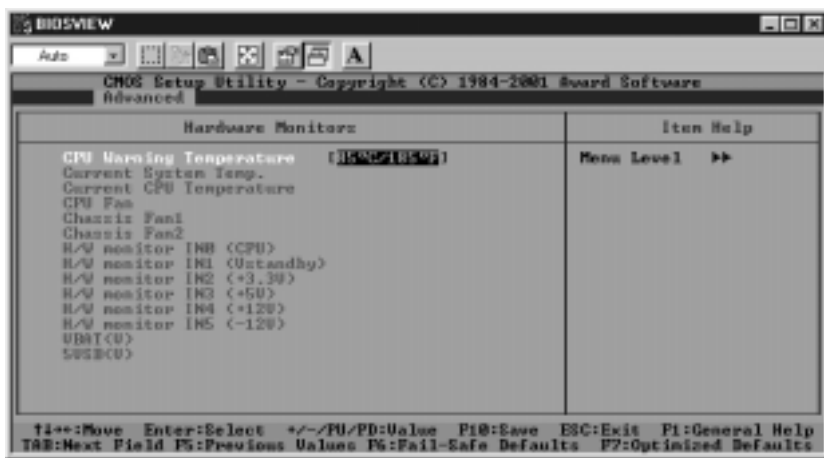 BIOSVIEW
Auto
A
CMOS Setup Utility - Copyright (C) 1984-2001 Award Software
Advanced
Hardware Monitors
Item Help
CPU Warning Temperature [85°C/185°F]
Menu Level ▶▶
Current System Temp.
Current CPU Temperature
CPU Fan
Chassis Fan1
Chassis Fan2
H/W monitor IN0 (CPU)
H/W monitor IN1 (Vstandby)
H/W monitor IN2 (+3.3V)
H/W monitor IN3 (+5V)
H/W monitor IN4 (+12V)
H/W monitor IN5 (-12V)
VBAT(V)
5VSB(V)
↑↓→←:Move Enter:Select +/-/PU/PD:Value F10:Save ESC:Exit F1:General Help
TAB:Next Field F5:Previous Values F6:Fail-Safe Defaults F7:Optimized Defaults